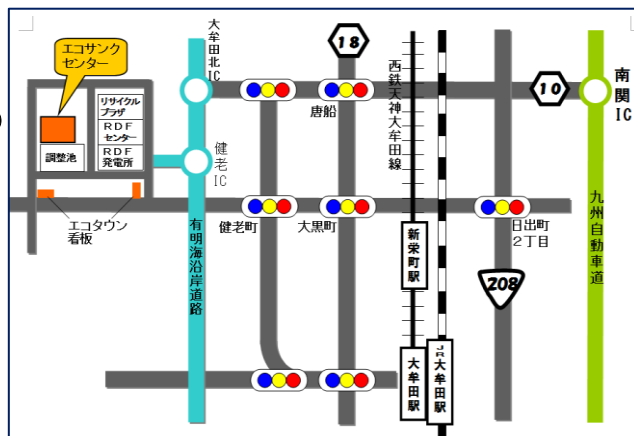 エコサンク
センター
大牟田北IC
18
西鉄天神大牟田線
10
南関IC
唐船
リサイクル
プラザ
RDF
センター
RDF
発電所
調整池
健老
IC
エコタウン
看板
有明海沿岸道路
健老町
大黒町
新栄町駅
日出町
2丁目
九州自動車道
208
大牟田駅
JR大牟田駅